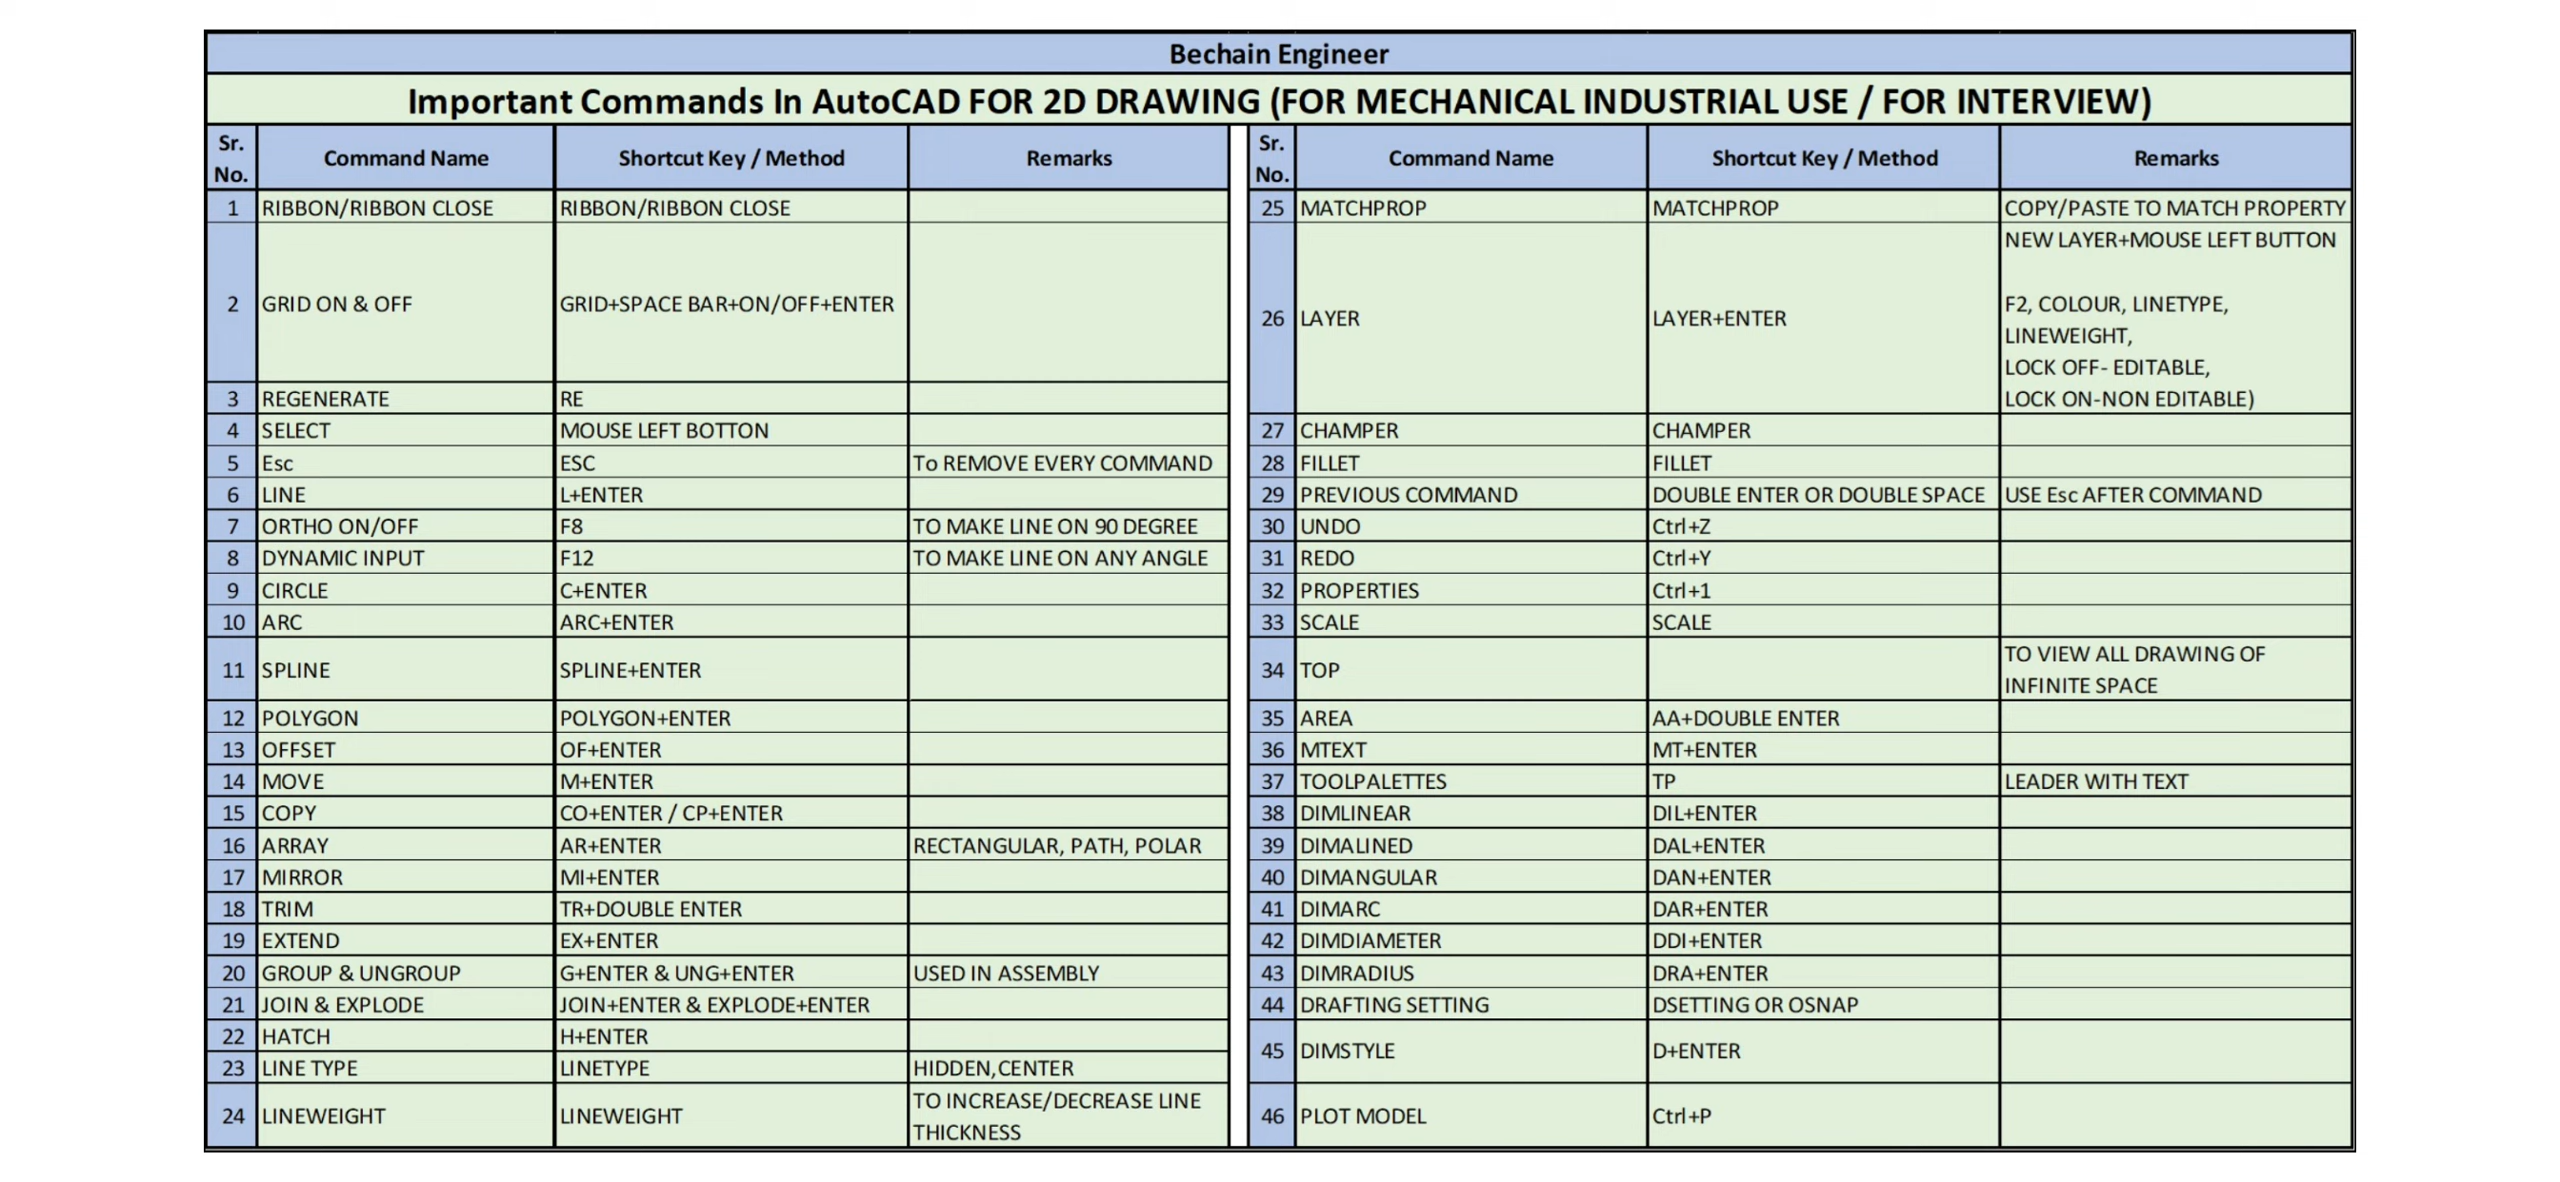 Bechain Engineer
Important Commands In AutoCAD FOR 2D DRAWING (FOR MECHANICAL INDUSTRIAL USE / FOR INTERVIEW)
Sr. No. Command Name Shortcut Key / Method Remarks
1 RIBBON/RIBBON CLOSE RIBBON/RIBBON CLOSE
2 GRID ON & OFF GRID+SPACE BAR+ON/OFF+ENTER
3 REGENERATE RE
4 SELECT MOUSE LEFT BOTTON
5 Esc ESC To REMOVE EVERY COMMAND
6 LINE L+ENTER
7 ORTHO ON/OFF F8 TO MAKE LINE ON 90 DEGREE
8 DYNAMIC INPUT F12 TO MAKE LINE ON ANY ANGLE
9 CIRCLE C+ENTER
10 ARC ARC+ENTER
11 SPLINE SPLINE+ENTER
12 POLYGON POLYGON+ENTER
13 OFFSET OF+ENTER
14 MOVE M+ENTER
15 COPY CO+ENTER / CP+ENTER
16 ARRAY AR+ENTER RECTANGULAR, PATH, POLAR
17 MIRROR MI+ENTER
18 TRIM TR+DOUBLE ENTER
19 EXTEND EX+ENTER
20 GROUP & UNGROUP G+ENTER & UNG+ENTER USED IN ASSEMBLY
21 JOIN & EXPLODE JOIN+ENTER & EXPLODE+ENTER
22 HATCH H+ENTER
23 LINE TYPE LINETYPE HIDDEN,CENTER
24 LINEWEIGHT LINEWEIGHT TO INCREASE/DECREASE LINE
THICKNESS
Sr. No. Command Name Shortcut Key / Method Remarks
25 MATCHPROP MATCHPROP COPY/PASTE TO MATCH PROPERTY
26 LAYER LAYER+ENTER NEW LAYER+MOUSE LEFT BUTTON
F2, COLOUR, LINETYPE,
LINEWEIGHT,
LOCK OFF- EDITABLE,
LOCK ON-NON EDITABLE)
27 CHAMPER CHAMPER
28 FILLET FILLET
29 PREVIOUS COMMAND DOUBLE ENTER OR DOUBLE SPACE USE Esc AFTER COMMAND
30 UNDO Ctrl+Z
31 REDO Ctrl+Y
32 PROPERTIES Ctrl+1
33 SCALE SCALE
34 TOP TO VIEW ALL DRAWING OF
INFINITE SPACE
35 AREA AA+DOUBLE ENTER
36 MTEXT MT+ENTER
37 TOOLPALETTES TP LEADER WITH TEXT
38 DIMLINEAR DIL+ENTER
39 DIMALINED DAL+ENTER
40 DIMANGULAR DAN+ENTER
41 DIMARC DAR+ENTER
42 DIMDIAMETER DDI+ENTER
43 DIMRADIUS DRA+ENTER
44 DRAFTING SETTING DSETTING OR OSNAP
45 DIMSTYLE D+ENTER
46 PLOT MODEL Ctrl+P